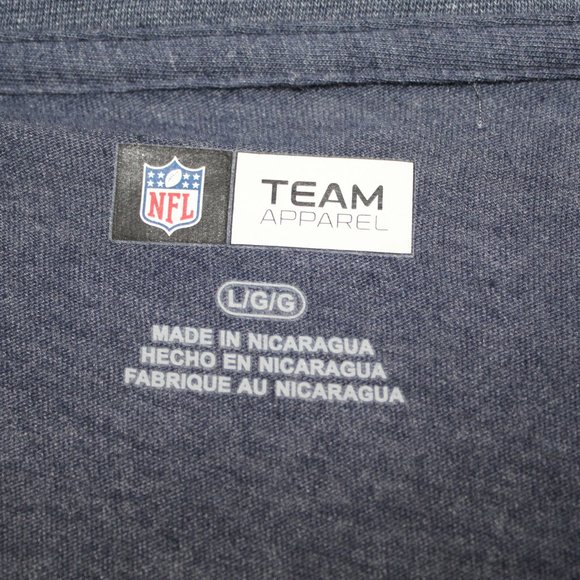 NFL
TEAM
APPAREL
L/G/G
MADE IN NICARAGUA
HECHO EN NICARAGUA
FABRIQUE AU NICARAGUA